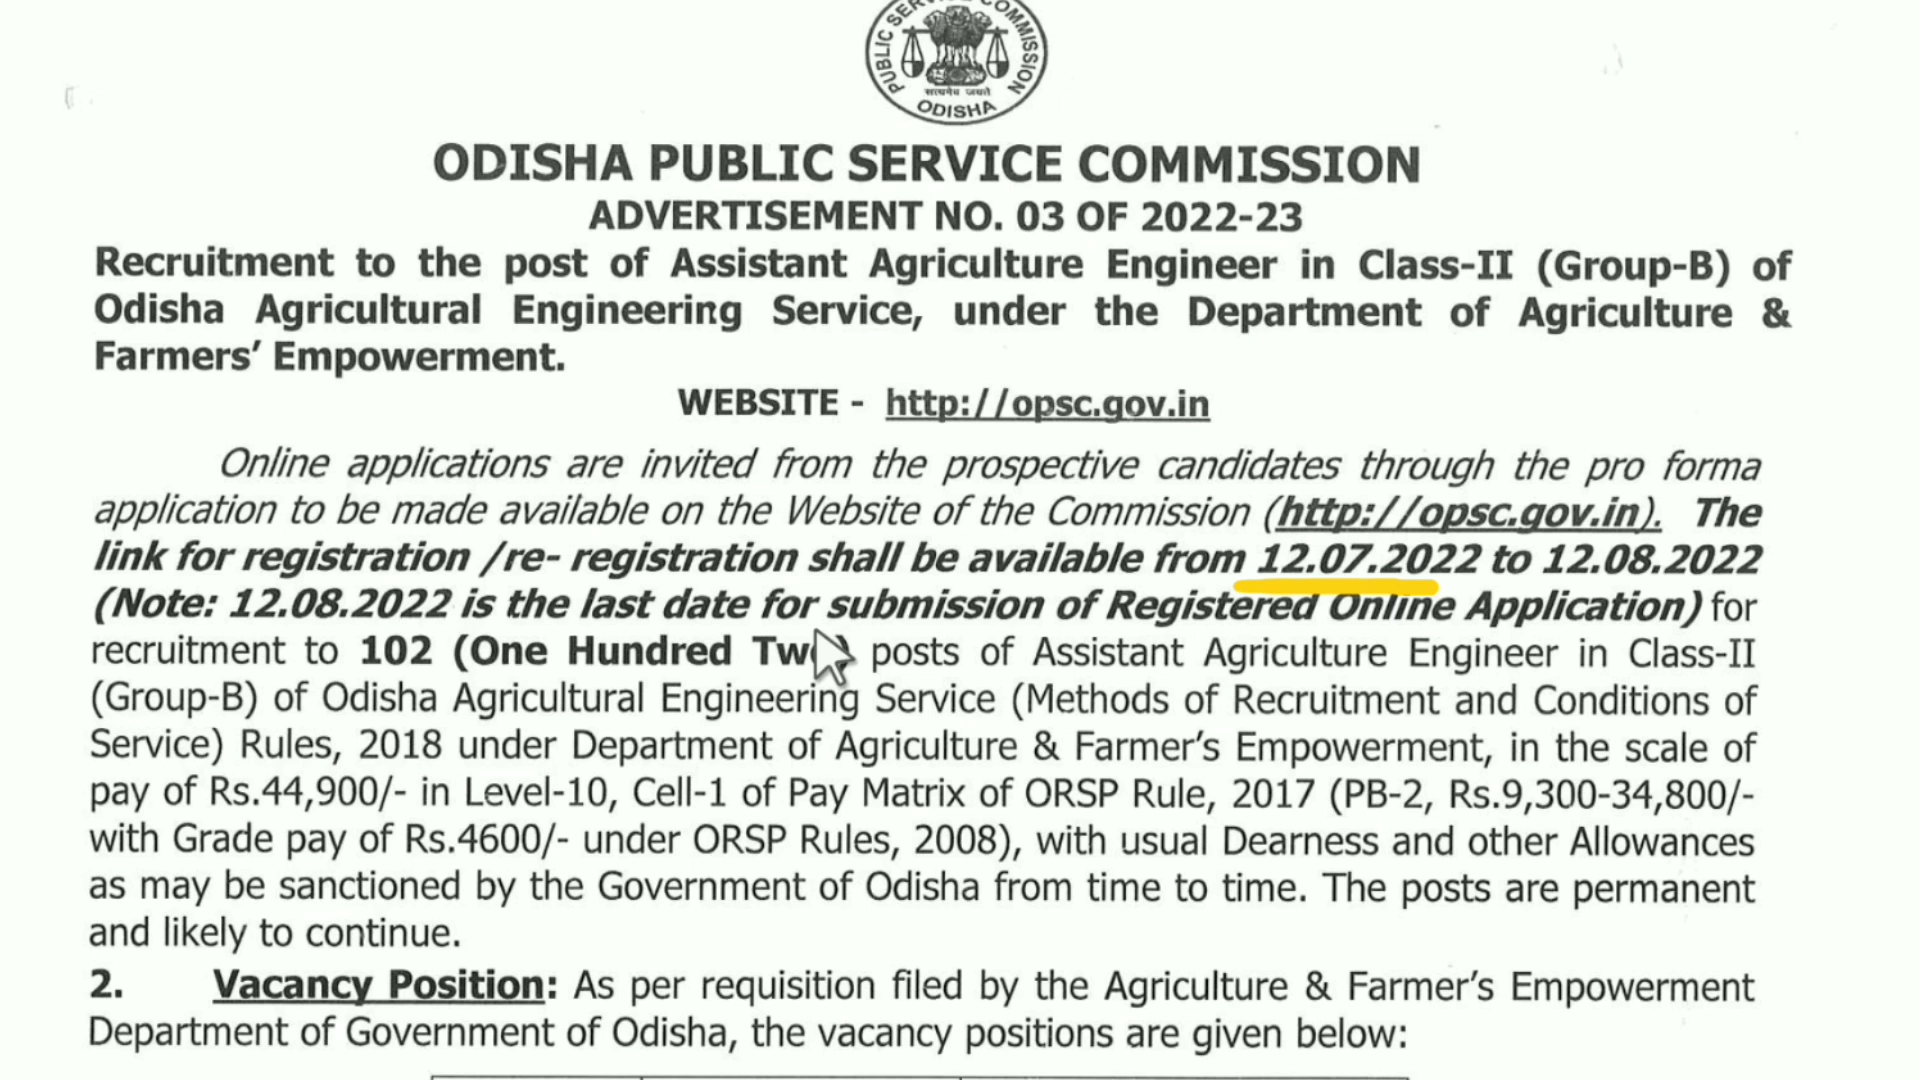 PUBLIC SERVICE COMMISSION
सत्यमेव जयते
ODISHA
ODISHA PUBLIC SERVICE COMMISSION
ADVERTISEMENT NO. 03 OF 2022-23
Recruitment to the post of Assistant Agriculture Engineer in Class-II (Group-B) of
Odisha Agricultural Engineering Service, under the Department of Agriculture &
Farmers’ Empowerment.
WEBSITE - http://opsc.gov.in
Online applications are invited from the prospective candidates through the pro forma
application to be made available on the Website of the Commission (http://opsc.gov.in). The
link for registration /re- registration shall be available from 12.07.2022 to 12.08.2022
(Note: 12.08.2022 is the last date for submission of Registered Online Application) for
recruitment to 102 (One Hundred Two) posts of Assistant Agriculture Engineer in Class-II
(Group-B) of Odisha Agricultural Engineering Service (Methods of Recruitment and Conditions of
Service) Rules, 2018 under Department of Agriculture & Farmer’s Empowerment, in the scale of
pay of Rs.44,900/- in Level-10, Cell-1 of Pay Matrix of ORSP Rule, 2017 (PB-2, Rs.9,300-34,800/-
with Grade pay of Rs.4600/- under ORSP Rules, 2008), with usual Dearness and other Allowances
as may be sanctioned by the Government of Odisha from time to time. The posts are permanent
and likely to continue.
2. Vacancy Position: As per requisition filed by the Agriculture & Farmer’s Empowerment
Department of Government of Odisha, the vacancy positions are given below: